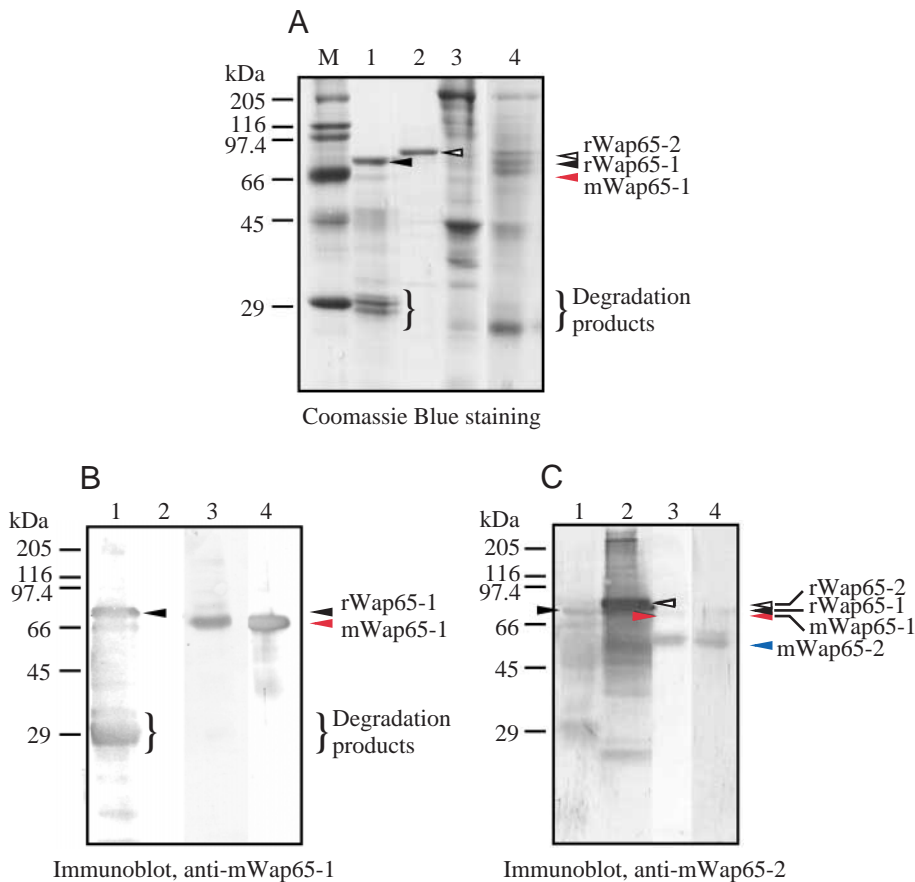 A
kDa
M 1 2 3 4
205
116
97.4
66
45
29
rWap65-2
rWap65-1
mWap65-1
} } Degradation
products
Coomassie Blue staining
B
kDa
1 2 3 4
205
116
97.4
66
45
29
rWap65-1
mWap65-1
} } Degradation
products
Immunoblot, anti-mWap65-1
C
kDa
1 2 3 4
205
116
97.4
66
45
29
rWap65-2
rWap65-1
mWap65-1
mWap65-2
Immunoblot, anti-mWap65-2